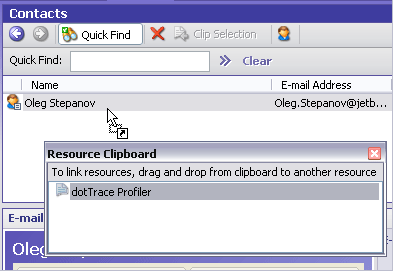 Contacts
Quick Find
Clip Selection
Quick Find:
Clear
Name
E-mail Address
Oleg Stepanov
Oleg.Stepanov@jetb...
Resource Clipboard
To link resources, drag and drop from clipboard to another resource
dotTrace Profiler
E-mail
Oleg